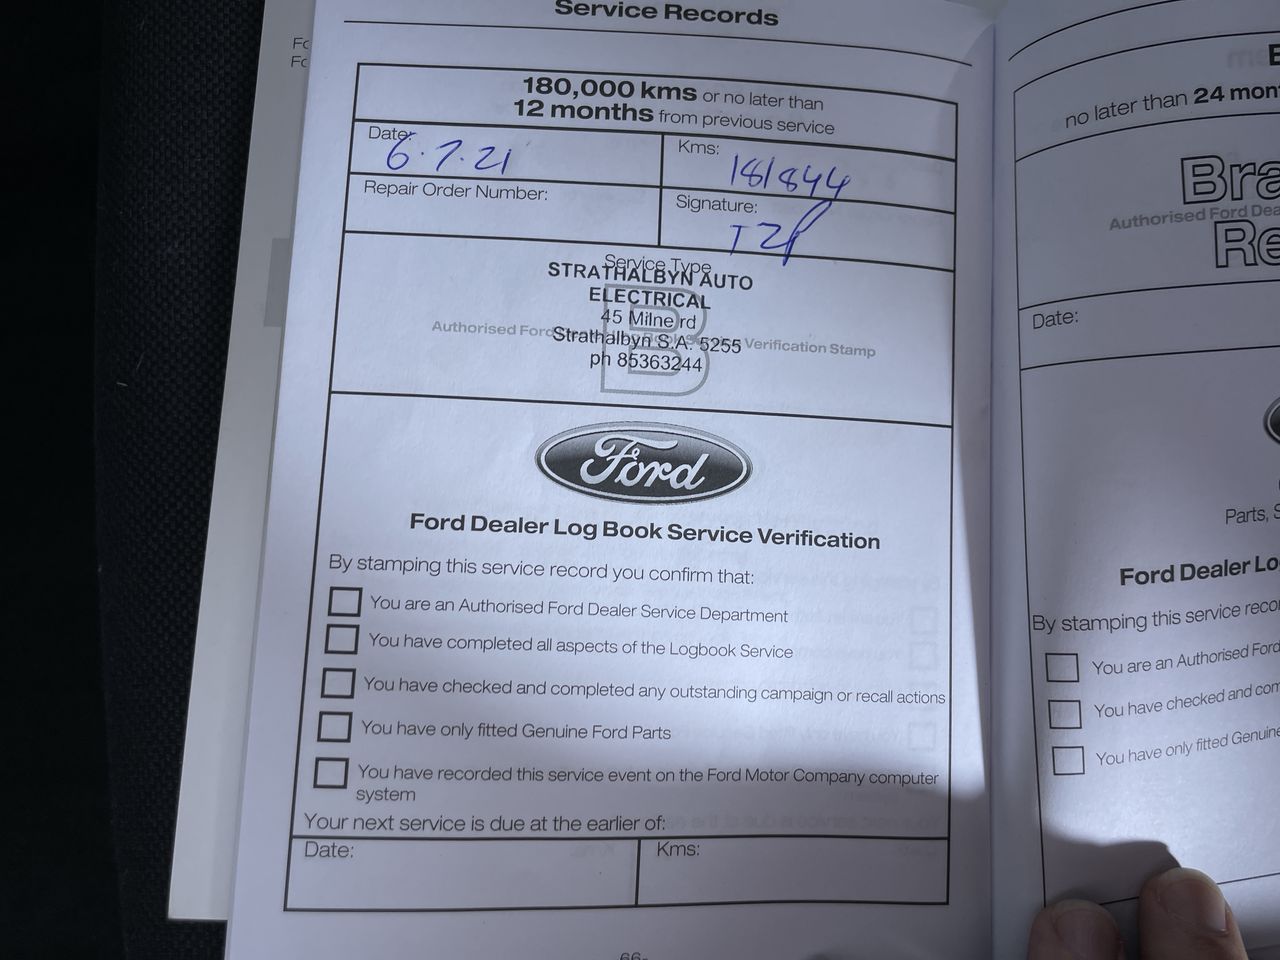 Service Records
180,000 kms or no later than
12 months from previous service
Date:
6.7.21
Kms:
181844
Repair Order Number:
Signature:
Service Type
STRATHALBYN AUTO
ELECTRICAL
45 Milne rd
Strathalbyn S.A. 5255
ph 85363244
B
Authorised Ford
Verification Stamp
Ford
Ford Dealer Log Book Service Verification
By stamping this service record you confirm that:
You are an Authorised Ford Dealer Service Department
You have completed all aspects of the Logbook Service
You have checked and completed any outstanding campaign or recall actions
You have only fitted Genuine Ford Parts
You have recorded this service event on the Ford Motor Company computer
system
Your next service is due at the earlier of:
Date:
Kms:
no later than 24 mon
Bra
Authorised Ford Dea
Re
Date:
Parts, S
Ford Dealer Lo
By stamping this service reco
You are an Authorised Ford
You have checked and com
You have only fitted Genuine